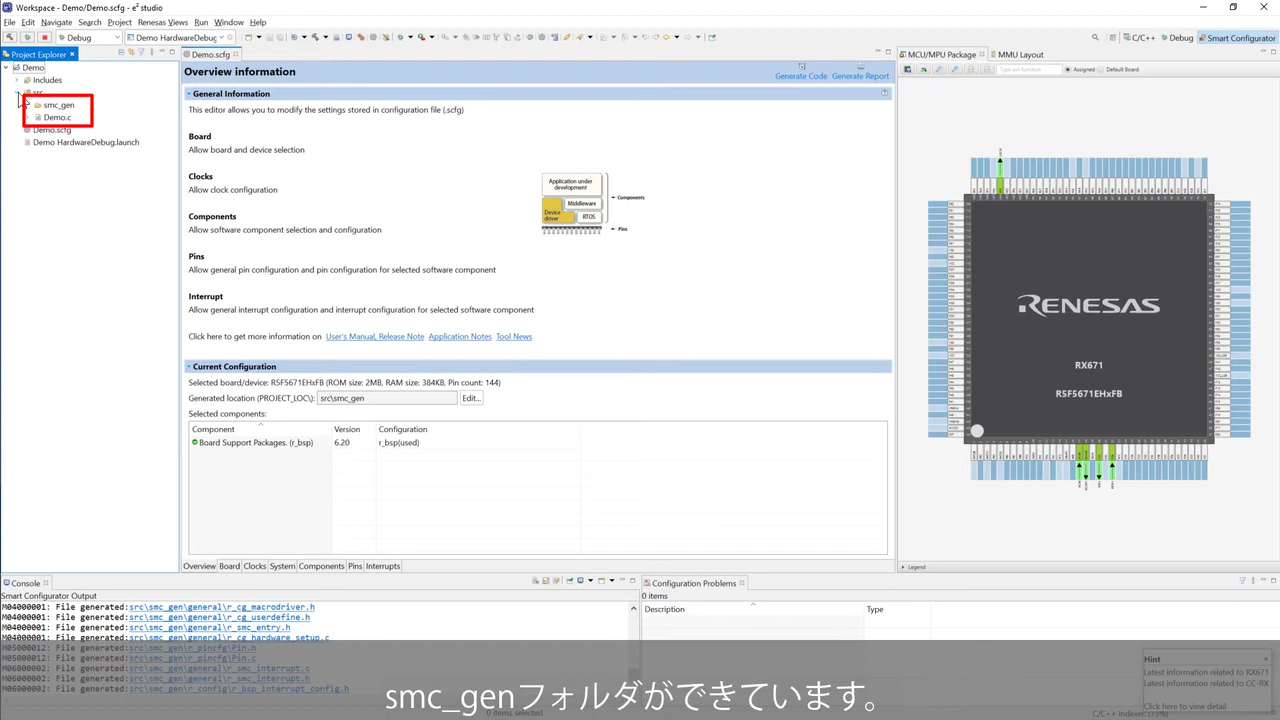 Workspace - Demo/Demo.scfg - e² studio
File Edit Navigate Search Project Renesas Views Run Window Help
Debug Demo HardwareDebug C/C++ Debug Smart Configurator
Project Explorer
Demo
Includes
src
smc_gen
Demo.c
Demo.scfg
Demo HardwareDebug.launch
Demo.scfg
Overview information
Generate Code Generate Report
General Information
This editor allows you to modify the settings stored in configuration file (.scfg)
Board
Allow board and device selection
Clocks
Allow clock configuration
Components
Allow software component selection and configuration
Pins
Allow general pin configuration and pin configuration for selected software component
Interrupt
Allow general interrupt configuration and interrupt configuration for selected software component
Application under
development
Middleware
Device
driver
RTOS
Components
Pins
Click here to get more information on User's Manual, Release Note Application Notes Tool News
Current Configuration
Selected board/device: R5F5671EHxFB (ROM size: 2MB, RAM size: 384KB, Pin count: 144)
Generated location (PROJECT_LOC\): src\smc_gen Edit...
Selected components:
Component Version Configuration
Board Support Packages. (r_bsp) 6.20 r_bsp(used)
Overview Board Clocks System Components Pins Interrupts
MCU/MPU Package MMU Layout
Type pin function Assigned Default Board
RENESAS
RX671
R5F5671EHxFB
Legend
Console
Smart Configurator Output
M04000001: File generated:src\smc_gen\general\r_cg_macrodriver.h
M04000001: File generated:src\smc_gen\general\r_cg_userdefine.h
M04000001: File generated:src\smc_gen\general\r_smc_entry.h
M04000001: File generated:src\smc_gen\general\r_cg_hardware_setup.c
M05000012: File generated:src\smc_gen\r_pincfg\Pin.h
M05000012: File generated:src\smc_gen\r_pincfg\Pin.c
M06000002: File generated:src\smc_gen\general\r_smc_interrupt.c
M06000002: File generated:src\smc_gen\r_config\r_bsp_interrupt_config.h
Configuration Problems
0 items
Description Type
Hint
Latest information related to RX671
Latest information related to CC-RX
Click here to view detail
0 items selected
smc_genフォルダができています。